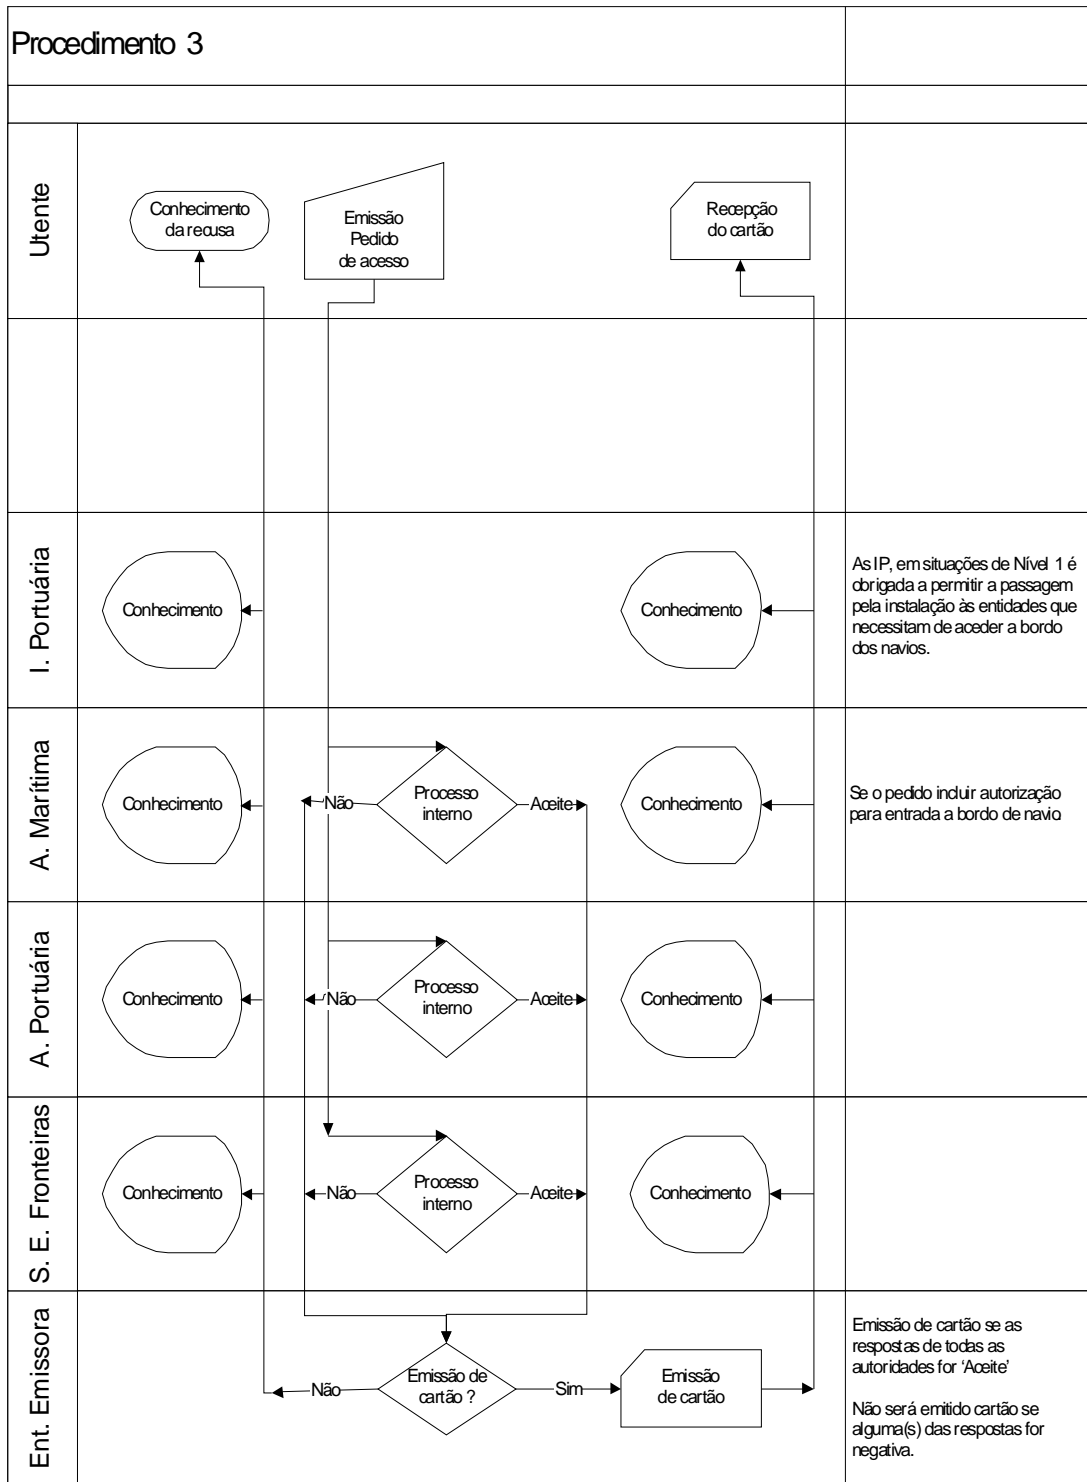 Procedimento 3
Utente
Conhecimento
da recusa
Emissão
Pedido
de acesso
Recepção
do cartão
I. Portuária
Conhecimento
Conhecimento
As IP, em situações de Nível 1 é
obrigada a permitir a passagem
pela instalação às entidades que
necessitam de aceder a bordo
dos navios.
A. Marítima
Conhecimento
Não
Processo
interno
Aceite
Conhecimento
Se o pedido incluir autorização
para entrada a bordo de navio.
A. Portuária
Conhecimento
Não
Processo
interno
Aceite
Conhecimento
S. E. Fronteiras
Conhecimento
Não
Processo
interno
Aceite
Conhecimento
Ent. Emissora
Não
Emissão de
cartão ?
Sim
Emissão
de cartão
Emissão de cartão se as
respostas de todas as
autoridades for 'Aceite'
Não será emitido cartão se
alguma(s) das respostas for
negativa.